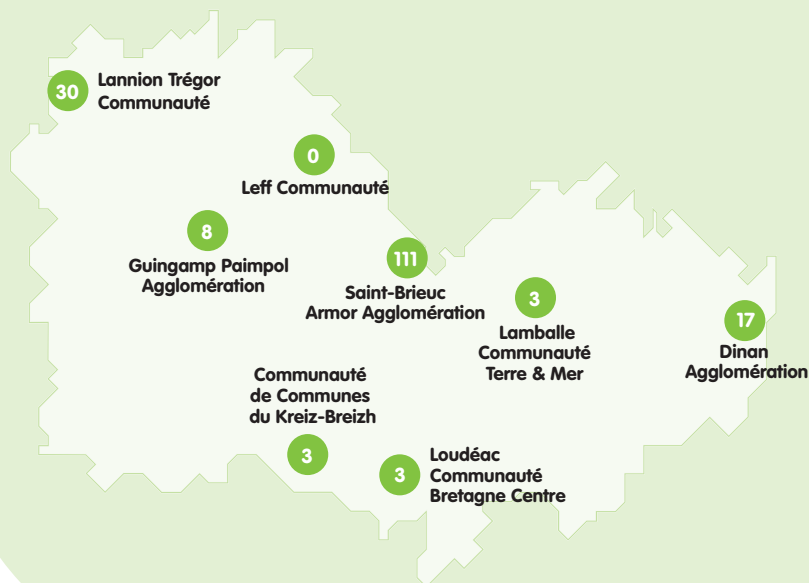 30
Lannion Trégor
Communauté
0
Leff Communauté
8
Guingamp Paimpol
Agglomération
111
Saint-Brieuc
Armor Agglomération
3
Lamballe
Communauté
Terre & Mer
17
Dinan
Agglomération
Communauté
de Communes
du Kreiz-Breizh
3
3
Loudéac
Communauté
Bretagne Centre